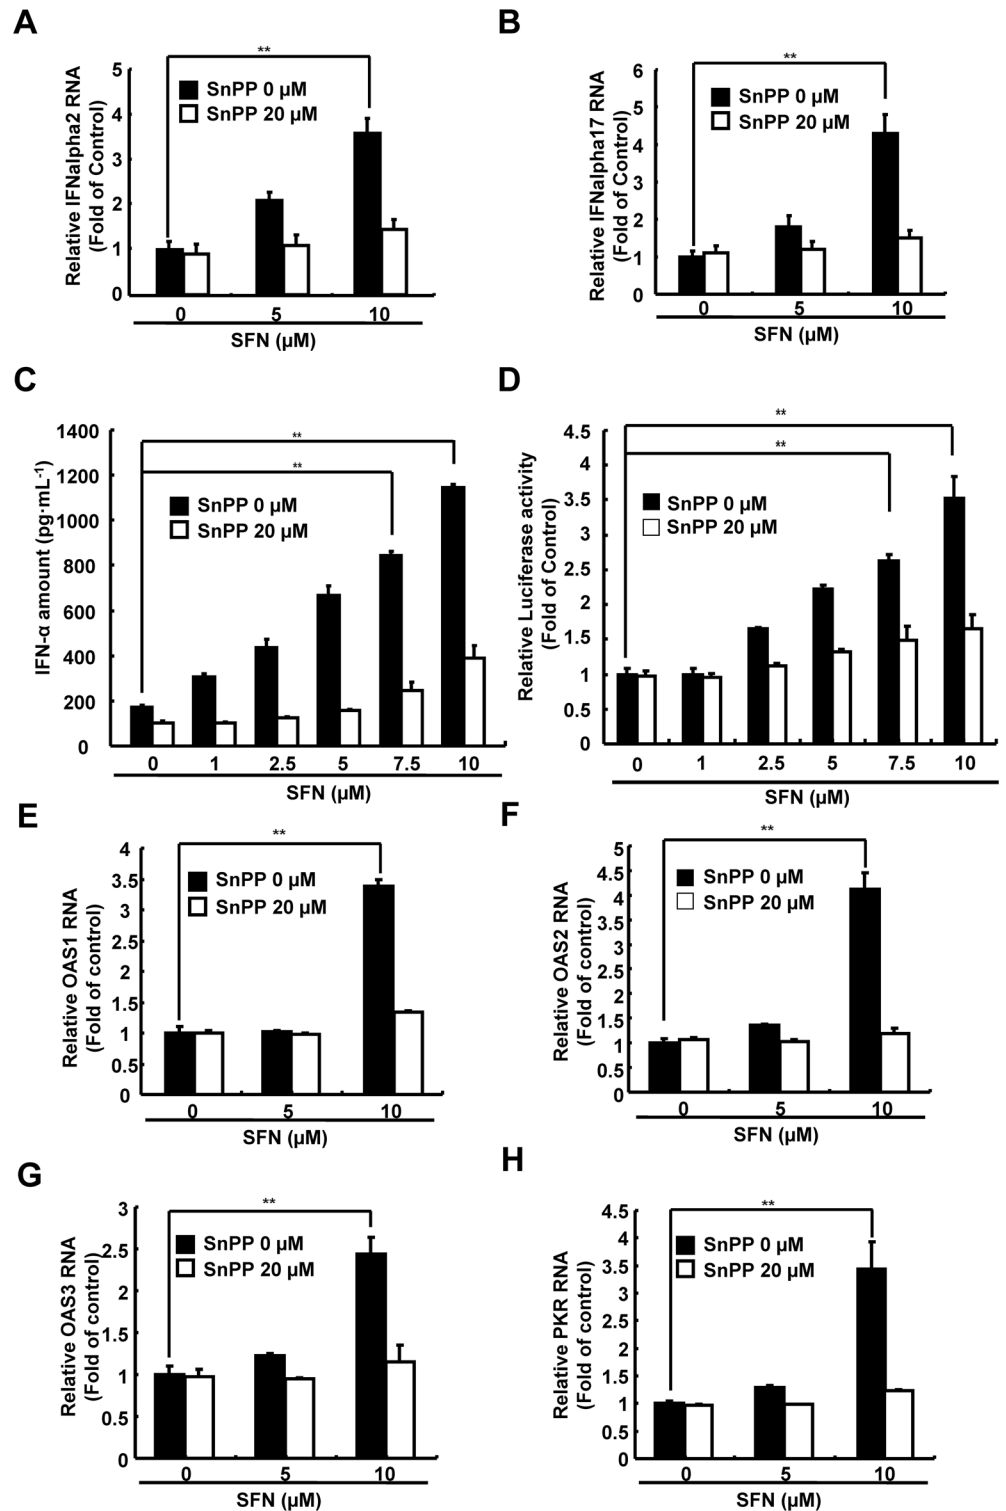 A
**
Relative IFNalpha2 RNA
(Fold of Control)
5
4
3
2
1
0
SnPP 0 µM
SnPP 20 µM
0 5 10
SFN (µM)
B
**
Relative IFNalpha17 RNA
(Fold of Control)
6
5
4
3
2
1
0
SnPP 0 µM
SnPP 20 µM
0 5 10
SFN (µM)
C
**
**
IFN-α amount (pg·mL-1)
1400
1200
1000
800
600
400
200
0
SnPP 0 µM
SnPP 20 µM
0 1 2.5 5 7.5 10
SFN (µM)
D
**
**
Relative Luciferase activity
(Fold of Control)
4.5
4
3.5
3
2.5
2
1.5
1
0.5
0
SnPP 0 µM
SnPP 20 µM
0 1 2.5 5 7.5 10
SFN (µM)
E
**
Relative OAS1 RNA
(Fold of control)
4
3.5
3
2.5
2
1.5
1
0.5
0
SnPP 0 µM
SnPP 20 µM
0 5 10
SFN (µM)
F
**
Relative OAS2 RNA
(Fold of control)
5
4.5
4
3.5
3
2.5
2
1.5
1
0.5
0
SnPP 0 µM
SnPP 20 µM
0 5 10
SFN (µM)
G
**
Relative OAS3 RNA
(Fold of control)
3
2.5
2
1.5
1
0.5
0
SnPP 0 µM
SnPP 20 µM
0 5 10
SFN (µM)
H
**
Relative PKR RNA
(Fold of control)
4.5
4
3.5
3
2.5
2
1.5
1
0.5
0
SnPP 0 µM
SnPP 20 µM
0 5 10
SFN (µM)